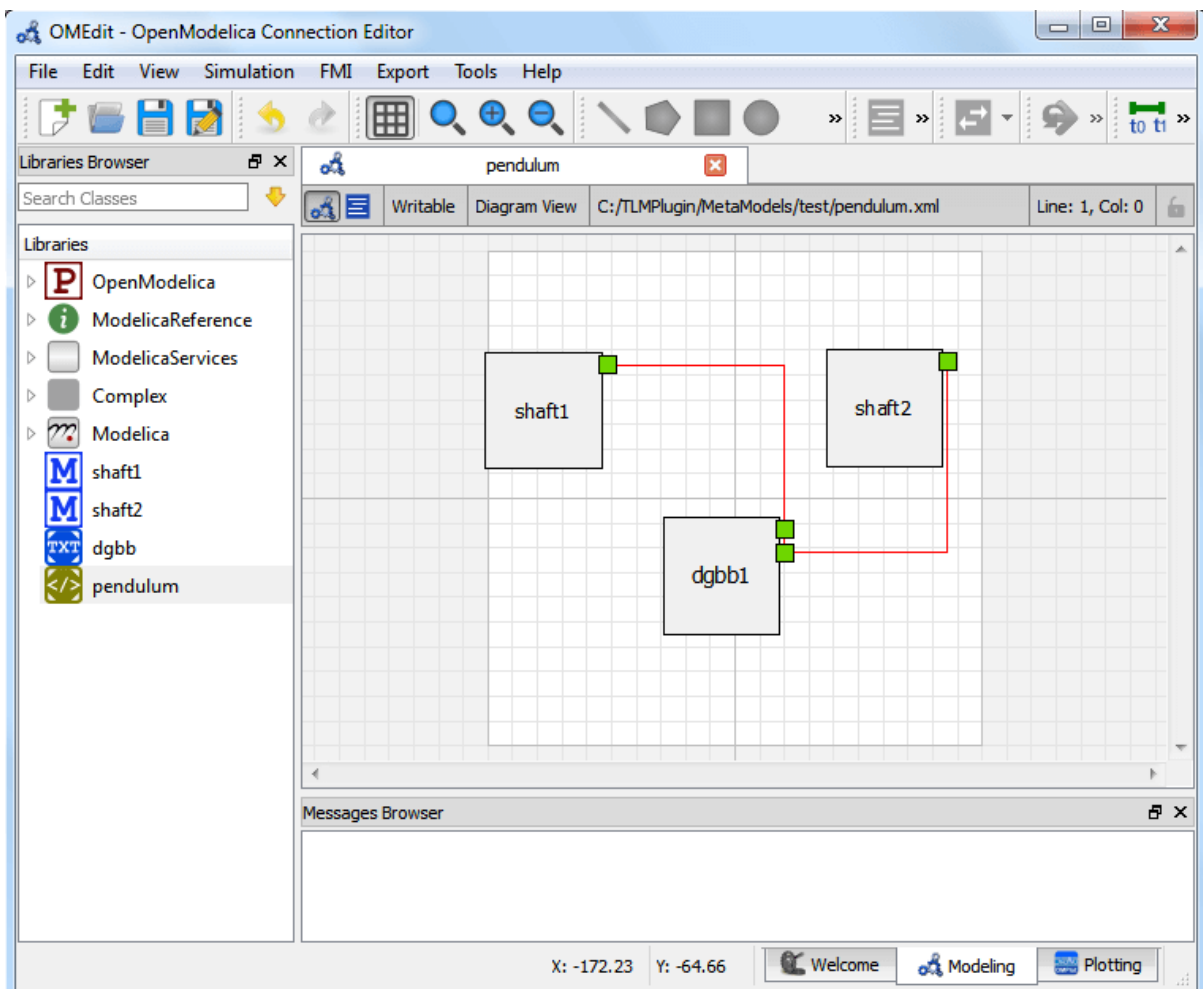 OMEdit - OpenModelica Connection Editor
File Edit View Simulation FMI Export Tools Help
» » » t0 t1 »
Libraries Browser
pendulum
Search Classes
Writable Diagram View C:/TLMPlugin/MetaModels/test/pendulum.xml Line: 1, Col: 0
Libraries
P OpenModelica
i ModelicaReference
ModelicaServices
Complex
m Modelica
M shaft1
M shaft2
TXT dgbb
</> pendulum
shaft1
shaft2
dgbb1
Messages Browser
X: -172.23 Y: -64.66 Welcome Modeling Plotting